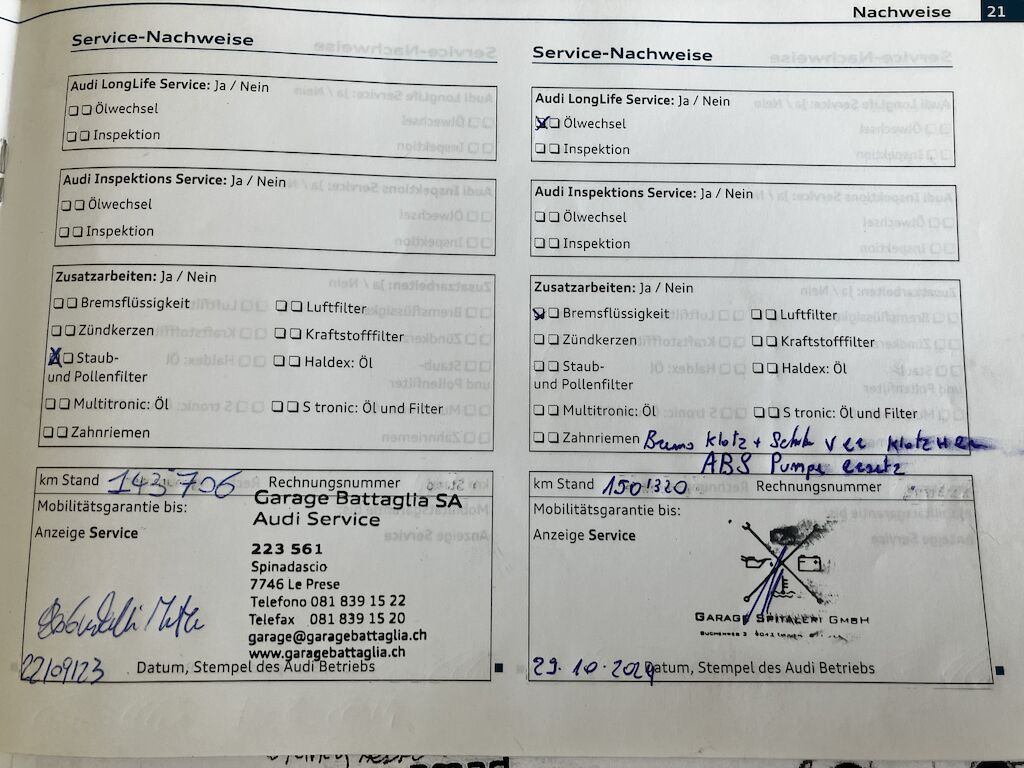 Nachweise 21
Service-Nachweise
Audi LongLife Service: Ja / Nein
Ölwechsel
Inspektion
Audi Inspektions Service: Ja / Nein
Ölwechsel
Inspektion
Zusatzarbeiten: Ja / Nein
Bremsflüssigkeit Luftfilter
Zündkerzen Kraftstofffilter
Staub- Haldex: Öl
und Pollenfilter
Multitronic: Öl S tronic: Öl und Filter
Zahnriemen
km Stand 143'706 Rechnungsnummer
Mobilitätsgarantie bis:
Anzeige Service
Garage Battaglia SA
Audi Service
223 561
Spinadascio
7746 Le Prese
Telefono 081 839 15 22
Telefax 081 839 15 20
garage@garagebattaglia.ch
www.garagebattaglia.ch
22/09/23 Datum, Stempel des Audi Betriebs
Service-Nachweise
Audi LongLife Service: Ja / Nein
Ölwechsel
Inspektion
Audi Inspektions Service: Ja / Nein
Ölwechsel
Inspektion
Zusatzarbeiten: Ja / Nein
Bremsflüssigkeit Luftfilter
Zündkerzen Kraftstofffilter
Staub- Haldex: Öl
und Pollenfilter
Multitronic: Öl S tronic: Öl und Filter
Zahnriemen Brems Klotz +
ABS Pumpe ersetz
km Stand 150'320 Rechnungsnummer
Mobilitätsgarantie bis:
Anzeige Service
Garage Spitaleri GmbH
29.10.2024 Datum, Stempel des Audi Betriebs